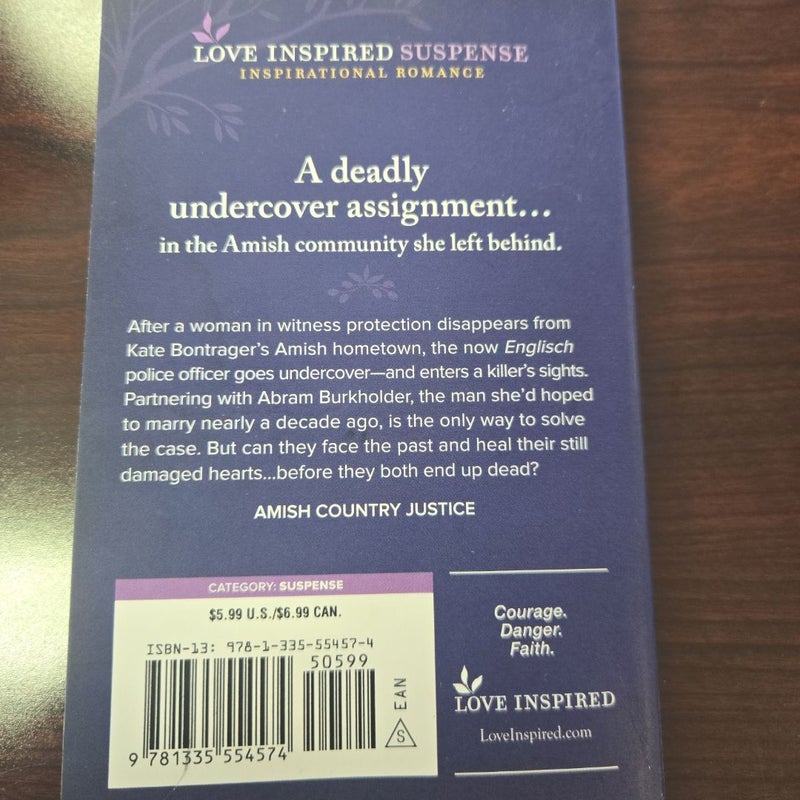 LOVE INSPIRED SUSPENSE
INSPIRATIONAL ROMANCE
A deadly
undercover assignment...
in the Amish community she left behind.
After a woman in witness protection disappears from
Kate Bontrager's Amish hometown, the now Englisch
police officer goes undercover—and enters a killer's sights.
Partnering with Abram Burkholder, the man she'd hoped
to marry nearly a decade ago, is the only way to solve
the case. But can they face the past and heal their still
damaged hearts...before they both end up dead?
AMISH COUNTRY JUSTICE
CATEGORY: SUSPENSE
$5.99 U.S./$6.99 CAN.
ISBN-13: 978-1-335-55457-4
50599
EAN
S
9 781335 554574
Courage.
Danger.
Faith.
LOVE INSPIRED
LoveInspired.com